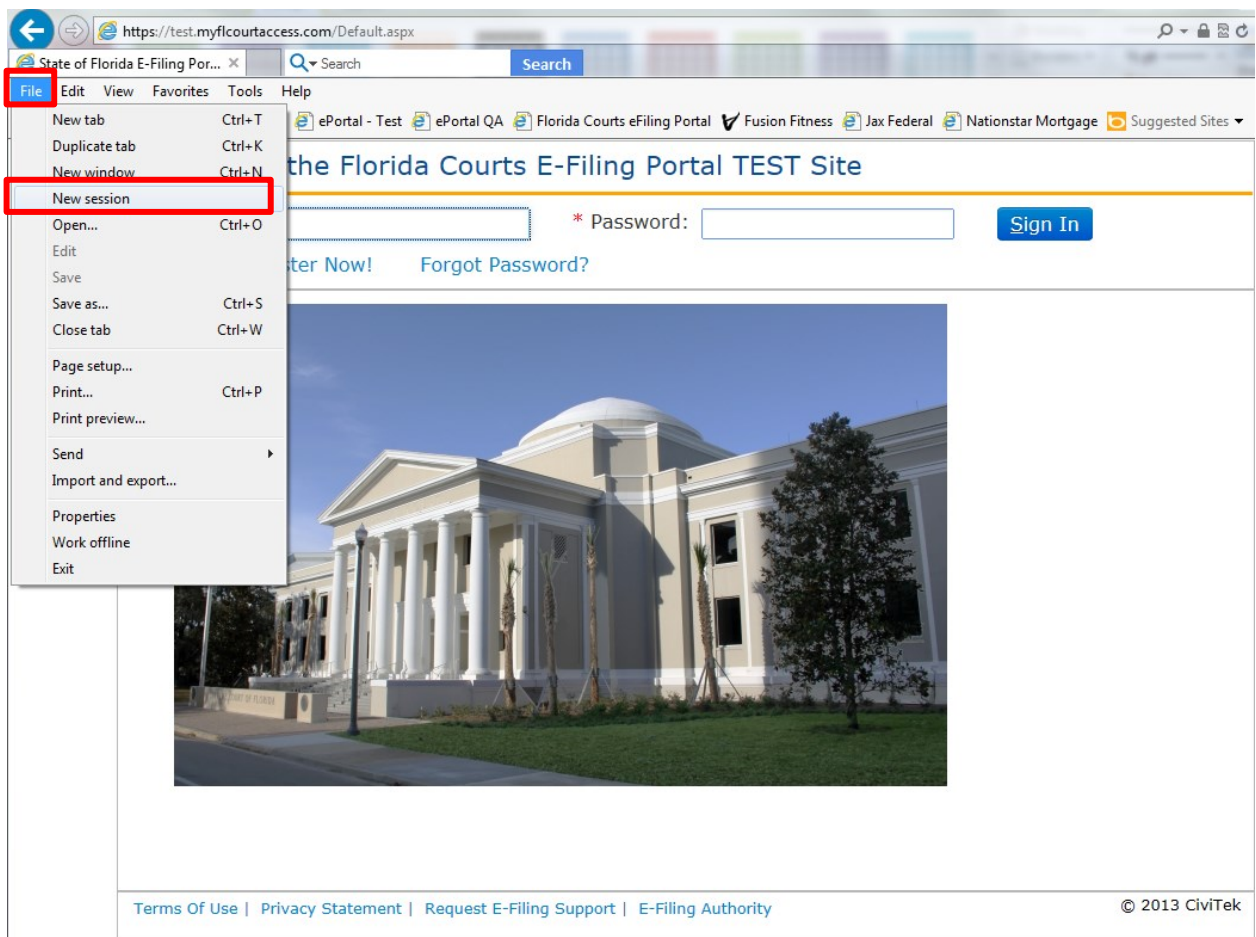 https://test.myflcourtaccess.com/Default.aspx
State of Florida E-Filing Por...
Search
Search
File Edit View Favorites Tools Help
ePortal - Test ePortal QA Florida Courts eFiling Portal Fusion Fitness Jax Federal Nationstar Mortgage Suggested Sites
New tab Ctrl+T
Duplicate tab Ctrl+K
New window Ctrl+N
New session
Open... Ctrl+O
Edit
Save
Save as... Ctrl+S
Close tab Ctrl+W
Page setup...
Print... Ctrl+P
Print preview...
Send
Import and export...
Properties
Work offline
Exit
the Florida Courts E-Filing Portal TEST Site
* Password: Sign In
ster Now! Forgot Password?
COURT OF FLORIDA
Terms Of Use | Privacy Statement | Request E-Filing Support | E-Filing Authority
© 2013 CiviTek